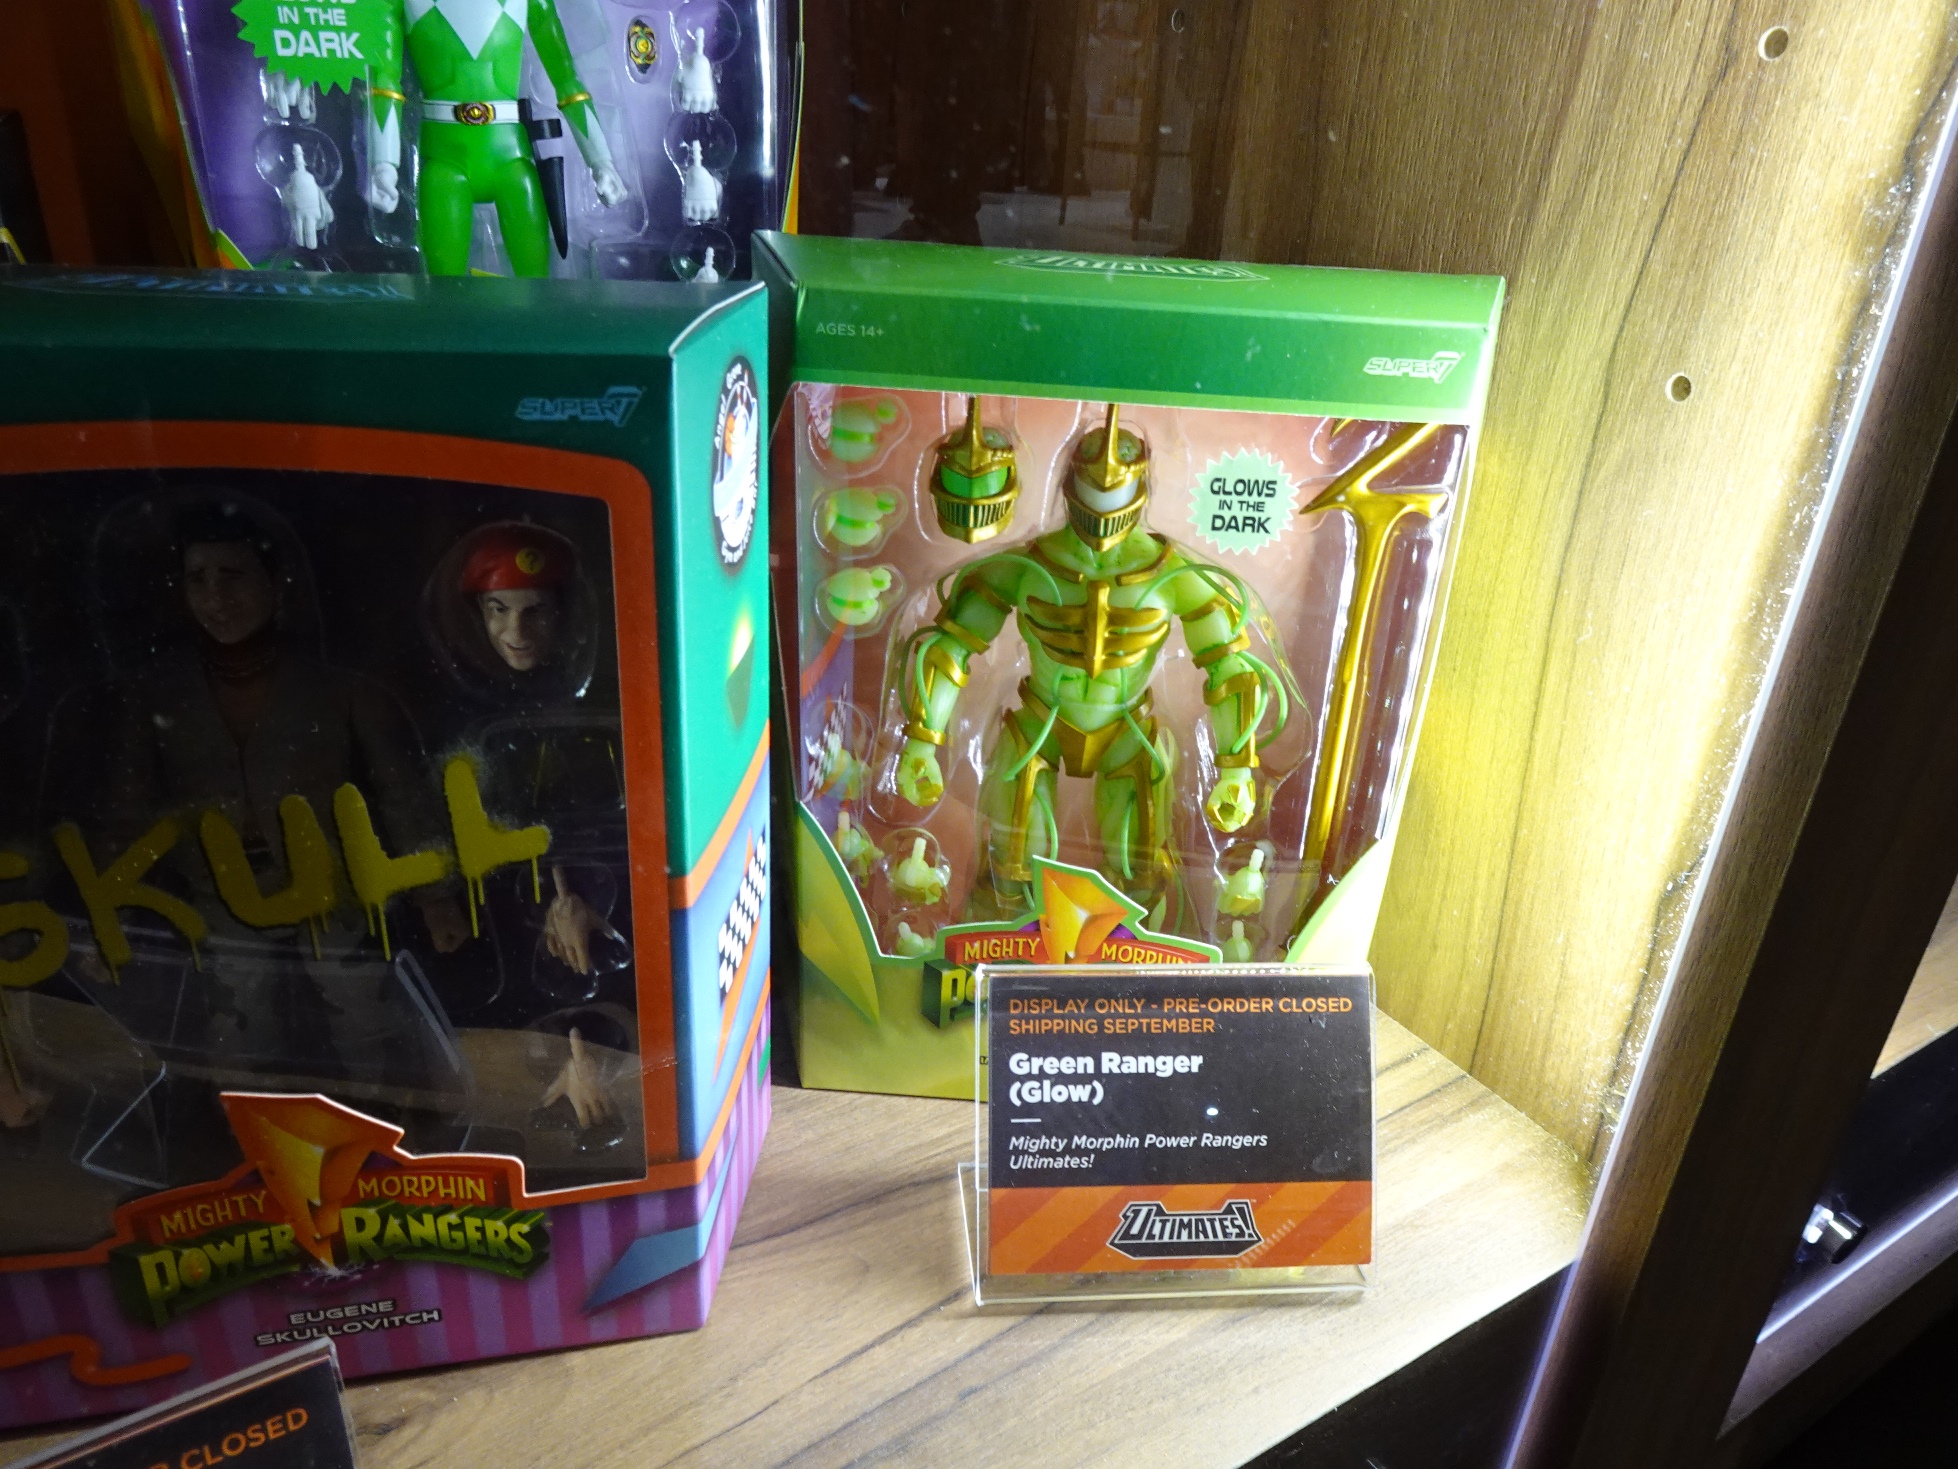 IN THE
DARK
AGES 14+
SUPER7
SUPER7
GLOWS
IN THE
DARK
SKULL
MIGHTY MORPHIN
POWER RANGERS
EUGENE
SKULLOVITCH
MIGHTY MORPHIN
DISPLAY ONLY - PRE-ORDER CLOSED
SHIPPING SEPTEMBER
Green Ranger
(Glow)
Mighty Morphin Power Rangers
Ultimates!
ULTIMATES!
CLOSED